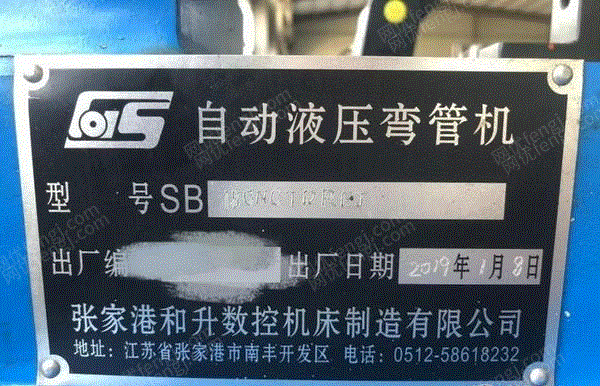 自动液压弯管机
型 号SB
出厂编 出厂日期 2019年1月8日
张家港和升数控机床制造有限公司
地址：江苏省张家港市南丰开发区 电话：0512-58618232